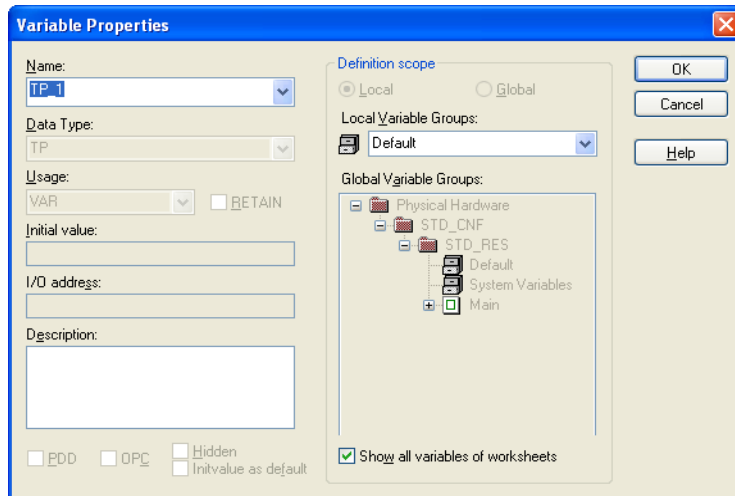 Variable Properties
Name:
TP_1
Data Type:
TP
Usage:
VAR
RETAIN
Initial value:
I/O address:
Description:
PDD
OPC
Hidden
Initvalue as default
Definition scope
Local
Global
Local Variable Groups:
Default
Global Variable Groups:
Physical Hardware
STD_CNF
STD_RES
Default
System Variables
Main
Show all variables of worksheets
OK
Cancel
Help